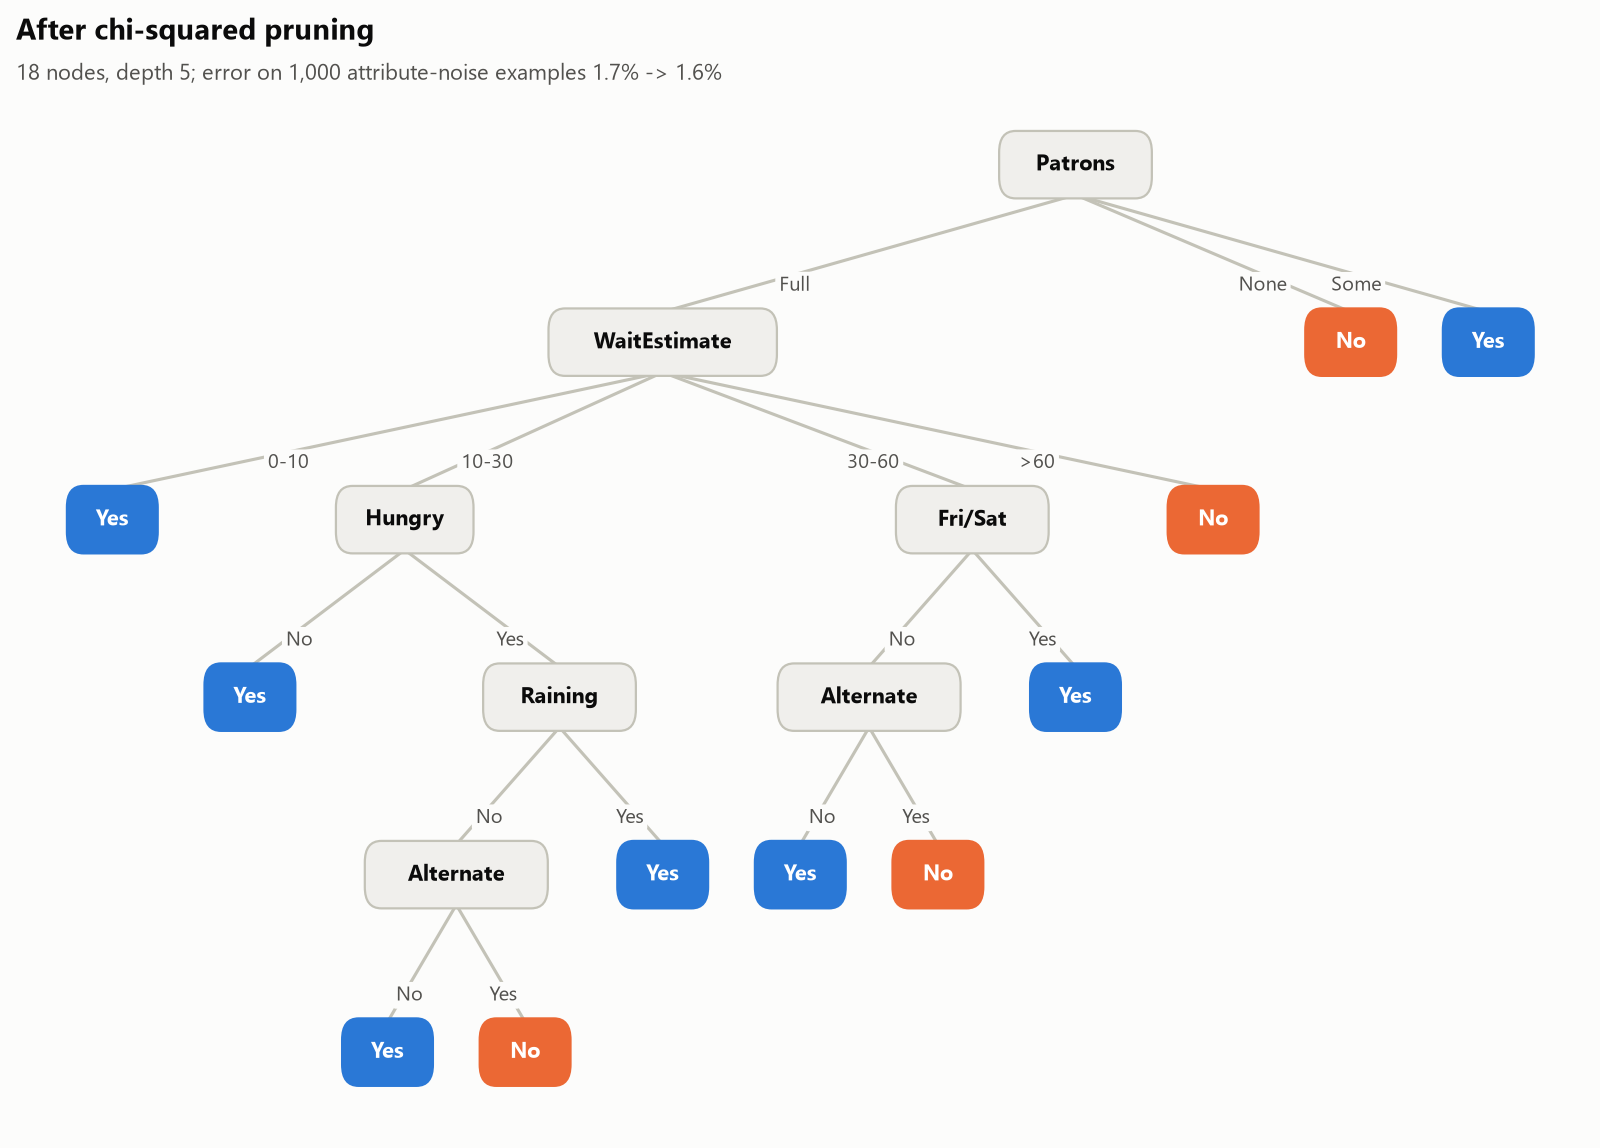 After chi-squared pruning
18 nodes, depth 5; error on 1,000 attribute-noise examples 1.7% -> 1.6%
Patrons
Full
None
Some
WaitEstimate
No
Yes
0-10
10-30
30-60
>60
Yes
Hungry
Fri/Sat
No
No
Yes
No
Yes
Yes
Raining
Alternate
Yes
No
Yes
No
Yes
Alternate
Yes
Yes
No
No
Yes
Yes
No